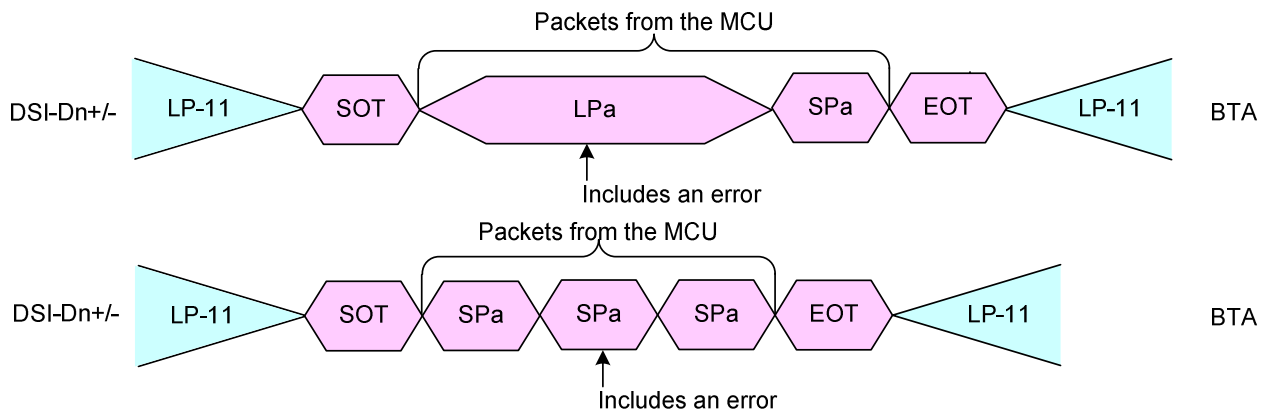 Packets from the MCU
DSI-Dn+/- LP-11 SOT LPa SPa EOT LP-11 BTA
Includes an error
Packets from the MCU
DSI-Dn+/- LP-11 SOT SPa SPa SPa EOT LP-11 BTA
Includes an error